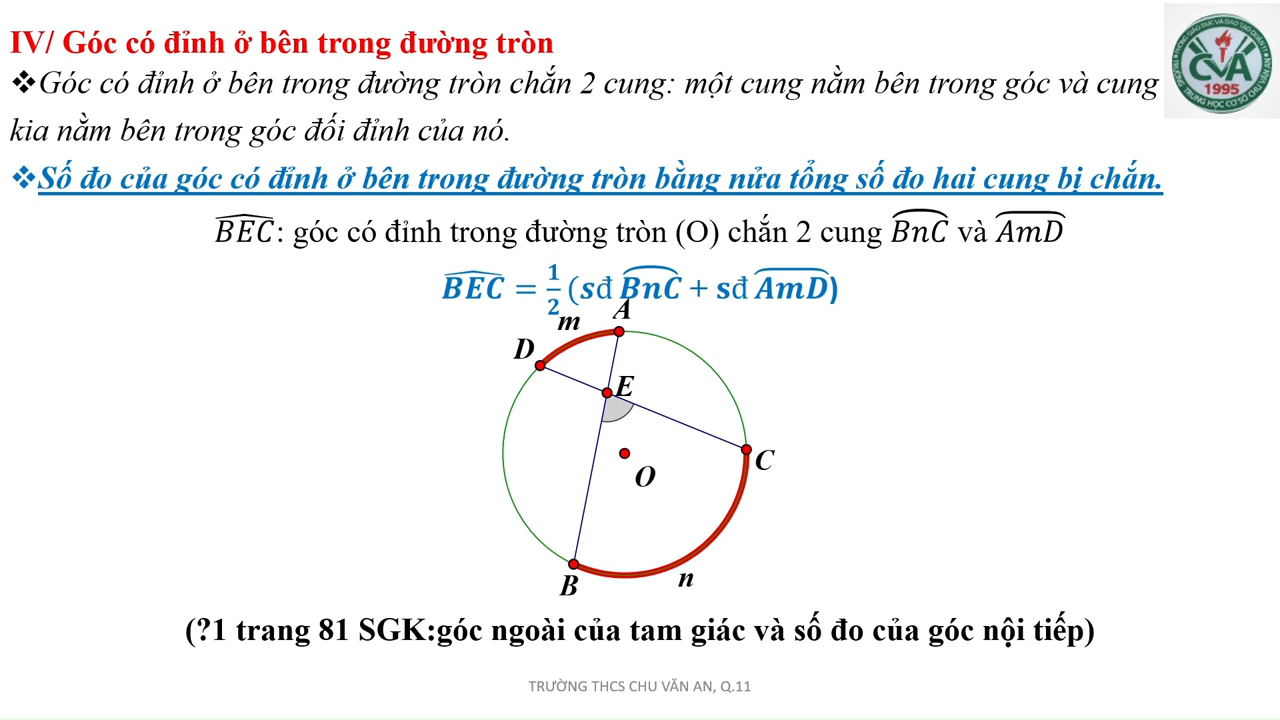 IV/ Góc có đỉnh ở bên trong đường tròn
❖Góc có đỉnh ở bên trong đường tròn chắn 2 cung: một cung nằm bên trong góc và cung
kia nằm bên trong góc đối đỉnh của nó.
❖Số đo của góc có đỉnh ở bên trong đường tròn bằng nửa tổng số đo hai cung bị chắn.
BEC: góc có đỉnh trong đường tròn (O) chắn 2 cung BnC và AmD
BEC = 1/2 (sđ BnC + sđ AmD)
A
m
D
E
C
O
n
B
(?1 trang 81 SGK:góc ngoài của tam giác và số đo của góc nội tiếp)
TRƯỜNG THCS CHU VĂN AN, Q.11
CVA
1995